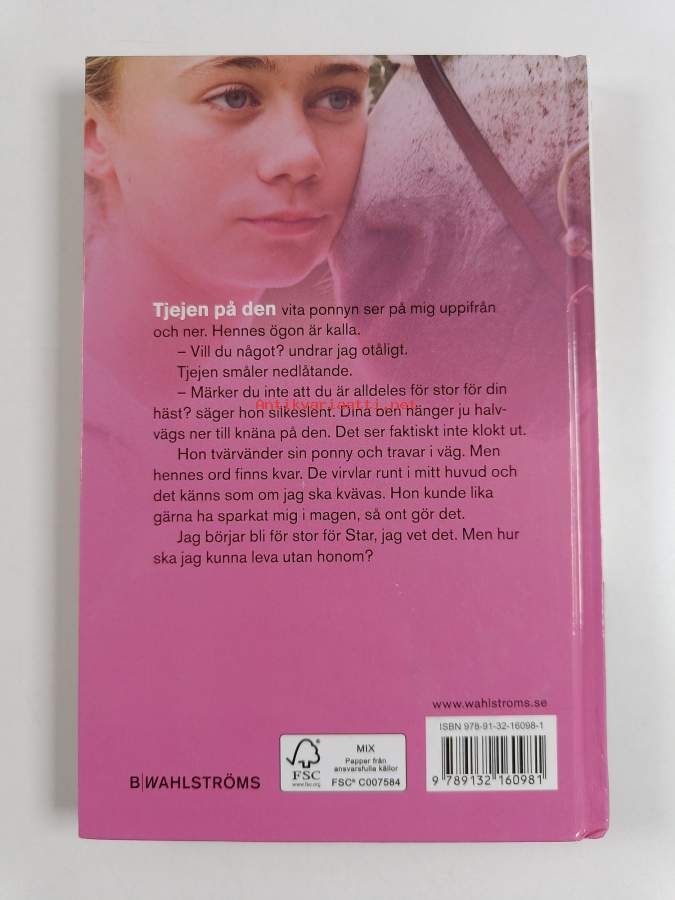 Tjejen på den vita ponnyn ser på mig uppifrån
och ner. Hennes ögon är kalla.
– Vill du något? undrar jag otåligt.
Tjejen småler nedlåtande.
– Märker du inte att du är alldeles för stor för din
Antikvariaatti.net
häst? säger hon silkeslent. Dina ben hänger ju halv-
vägs ner till knäna på den. Det ser faktiskt inte klokt ut.
Hon tvärvänder sin ponny och travar i väg. Men
hennes ord finns kvar. De virvlar runt i mitt huvud och
det känns som om jag ska kvävas. Hon kunde lika
gärna ha sparkat mig i magen, så ont gör det.
Jag börjar bli för stor för Star, jag vet det. Men hur
ska jag kunna leva utan honom?
www.wahlstroms.se
ISBN 978-91-32-16098-1
9 789132 160981
B WAHLSTRÖMS
FSC
www.fsc.org
MIX
Papper från
ansvarsfulla källor
FSC® C007584